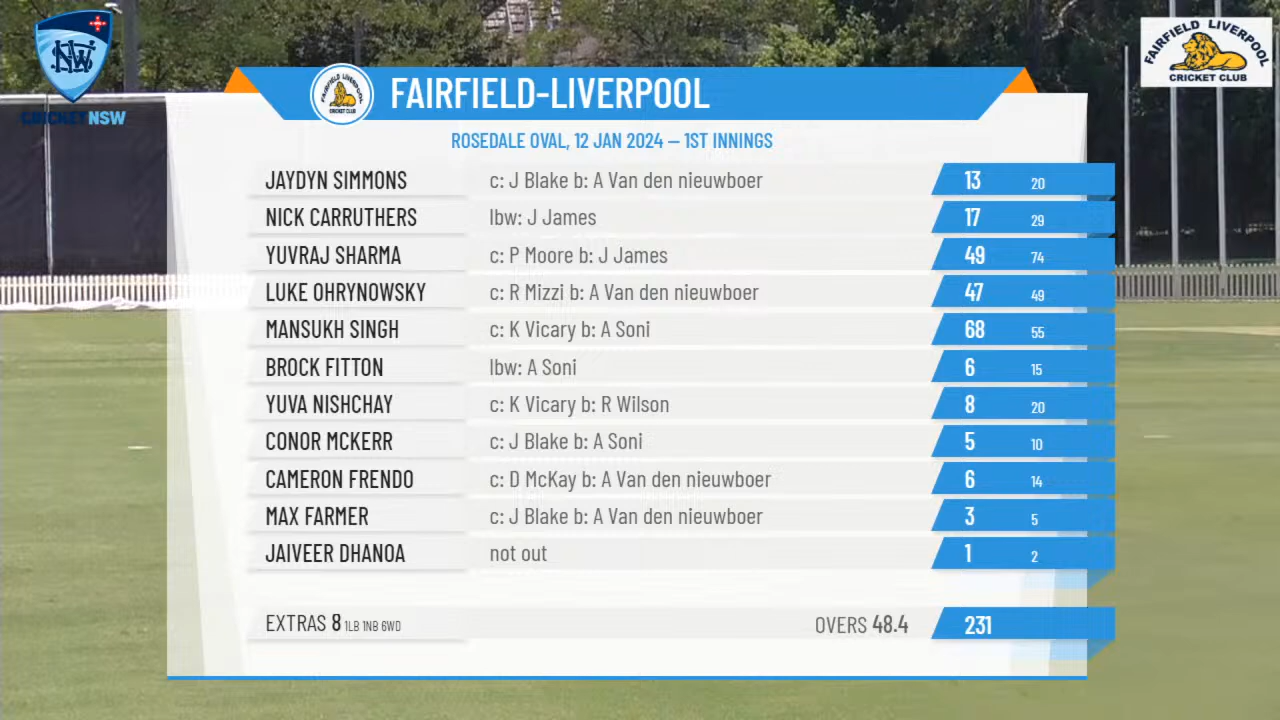 NSW
CRICKET NSW
FAIRFIELD LIVERPOOL
CRICKET CLUB
FAIRFIELD LIVERPOOL
CRICKET CLUB
FAIRFIELD-LIVERPOOL
ROSEDALE OVAL, 12 JAN 2024 – 1ST INNINGS
JAYDYN SIMMONS c: J Blake b: A Van den nieuwboer 13 20
NICK CARRUTHERS lbw: J James 17 29
YUVRAJ SHARMA c: P Moore b: J James 49 74
LUKE OHRYNOWSKY c: R Mizzi b: A Van den nieuwboer 47 49
MANSUKH SINGH c: K Vicary b: A Soni 68 55
BROCK FITTON lbw: A Soni 6 15
YUVA NISHCHAY c: K Vicary b: R Wilson 8 20
CONOR MCKERR c: J Blake b: A Soni 5 10
CAMERON FRENDO c: D McKay b: A Van den nieuwboer 6 14
MAX FARMER c: J Blake b: A Van den nieuwboer 3 5
JAIVEER DHANOA not out 1 2
EXTRAS 8 1LB 1NB 6WD OVERS 48.4 231